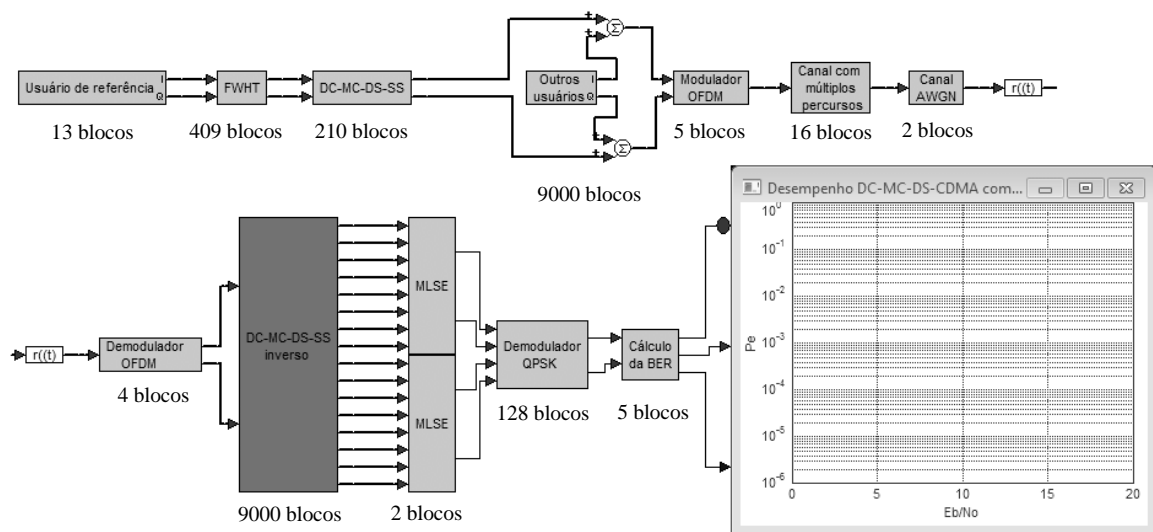 Usuário de referência
I
Q
FWHT
DC-MC-DS-SS
+
+
Σ
Outros
usuários
I
Q
+
+
Σ
Modulador
OFDM
Canal com
múltiplos
percursos
Canal
AWGN
r((t)
13 blocos
409 blocos
210 blocos
9000 blocos
5 blocos
16 blocos
2 blocos
r((t)
Demodulador
OFDM
4 blocos
DC-MC-DS-SS
inverso
9000 blocos
MLSE
MLSE
2 blocos
Demodulador
QPSK
128 blocos
Cálculo
da BER
5 blocos
Desempenho DC-MC-DS-CDMA com...
10^0
10^-1
10^-2
10^-3
10^-4
10^-5
10^-6
Pe
0
5
10
15
20
Eb/No